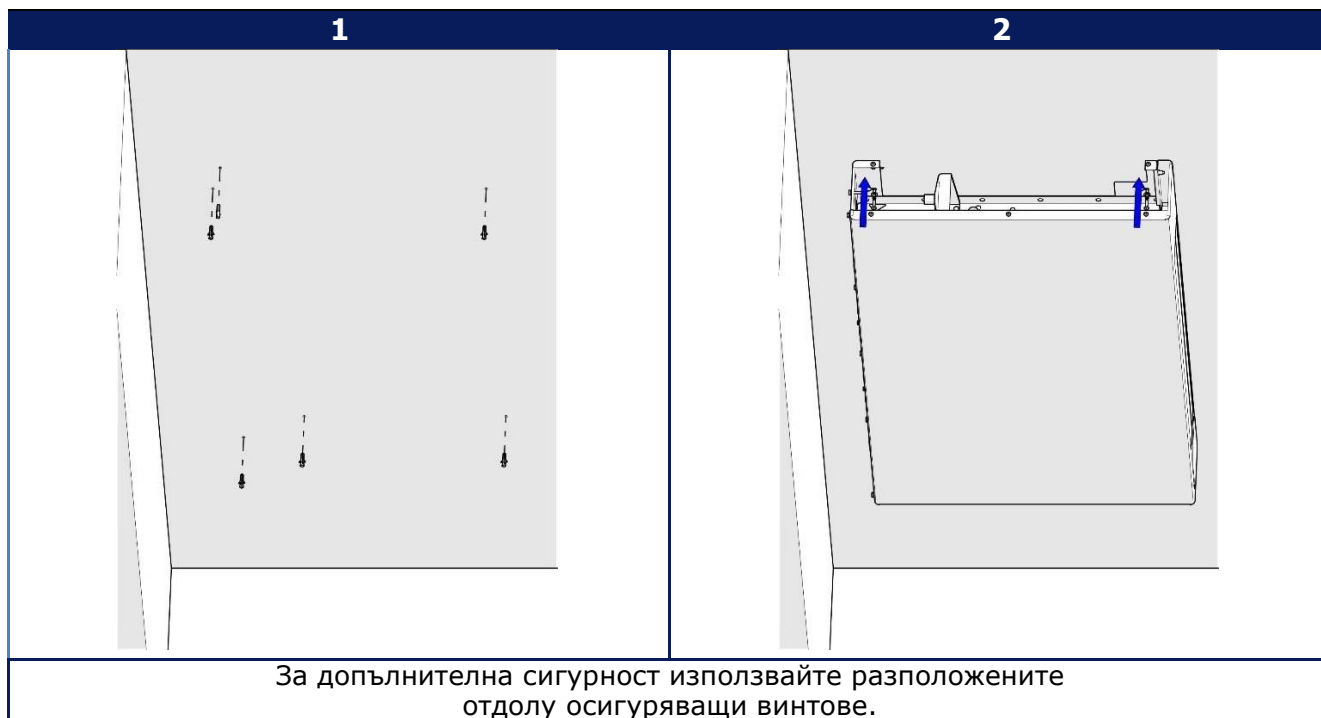 1
2
За допълнителна сигурност използвайте разположените
отдолу осигуряващи винтове.